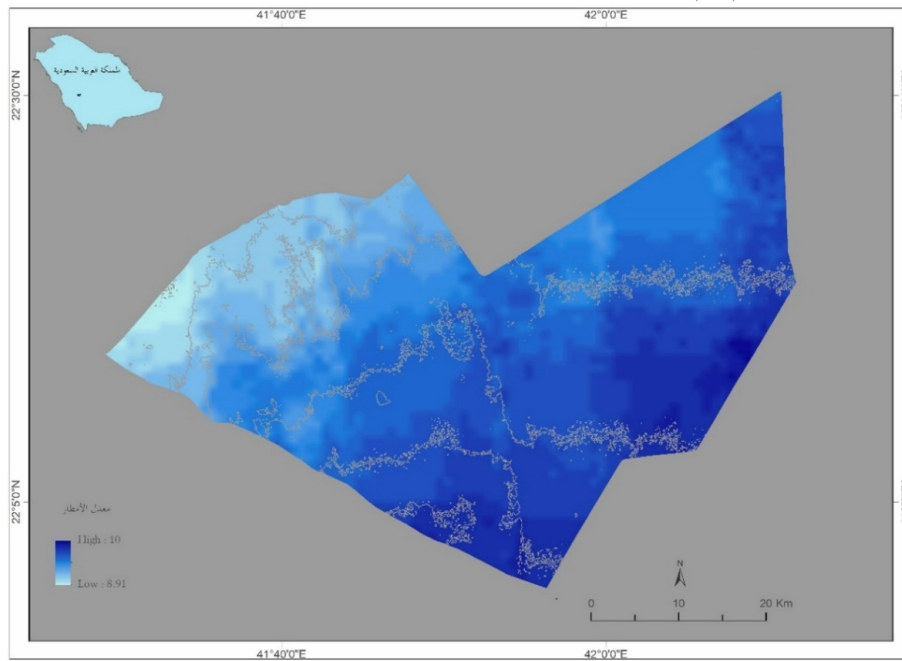 41°40'0"E 42°0'0"E
المملكة العربية السعودية
22°30'0"N
22°5'0"N
معدل الأمطار
High : 10
Low : 8.91
N
0 10 20 Km
41°40'0"E 42°0'0"E